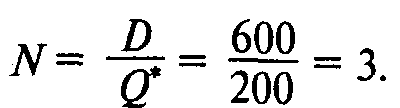 N = D/Q* = 600/200 = 3.